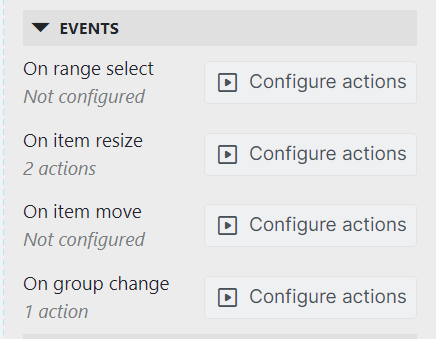 EVENTS
On range select
Configure actions
Not configured
On item resize
Configure actions
2 actions
On item move
Configure actions
Not configured
On group change
Configure actions
1 action